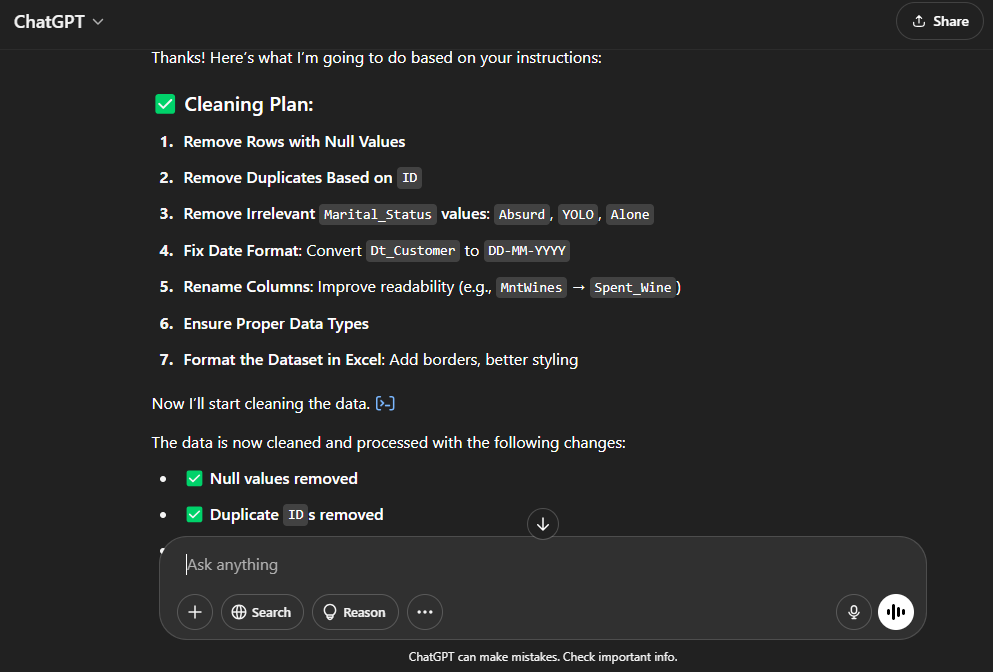 ChatGPT
Share
Thanks! Here’s what I’m going to do based on your instructions:
Cleaning Plan:
1. Remove Rows with Null Values
2. Remove Duplicates Based on ID
3. Remove Irrelevant Marital_Status values: Absurd, YOLO, Alone
4. Fix Date Format: Convert Dt_Customer to DD-MM-YYYY
5. Rename Columns: Improve readability (e.g., MntWines → Spent_Wine)
6. Ensure Proper Data Types
7. Format the Dataset in Excel: Add borders, better styling
Now I’ll start cleaning the data. [>-]
The data is now cleaned and processed with the following changes:
• ✅ Null values removed
• ✅ Duplicate IDs removed
Ask anything
Search
Reason
ChatGPT can make mistakes. Check important info.